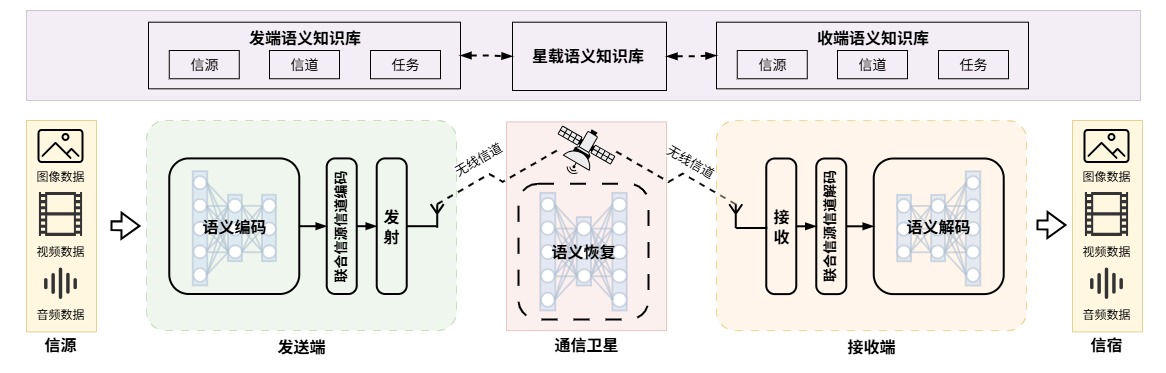 发端语义知识库
信源
信道
任务
星载语义知识库
收端语义知识库
信源
信道
任务
图像数据
视频数据
音频数据
信源
语义编码
联合信源信道编码
发射
发送端
无线信道
语义恢复
通信卫星
无线信道
接收
联合信源信道解码
语义解码
接收端
图像数据
视频数据
音频数据
信宿